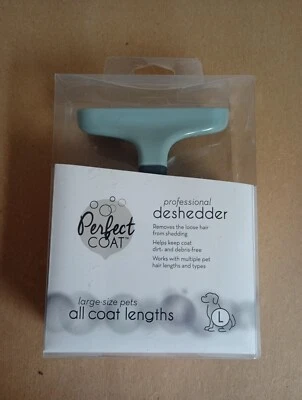 Perfect
COAT™
professional
deshedder
Removes the loose hair
from shedding
Helps keep coat
dirt- and debris-free
Works with multiple pet
hair lengths and types
large size pets
all coat lengths
L